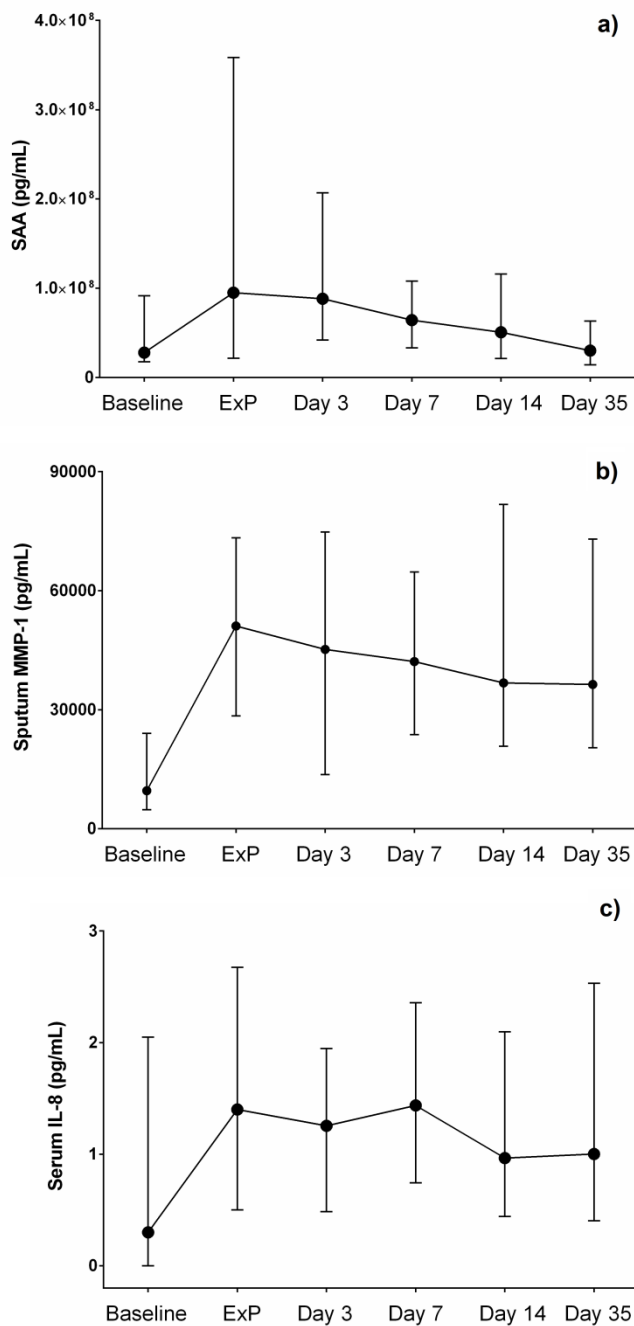 a)
4.0×10⁸
3.0×10⁸
2.0×10⁸
1.0×10⁸
0
SAA (pg/mL)
Baseline ExP Day 3 Day 7 Day 14 Day 35
b)
90000
60000
30000
0
Sputum MMP-1 (pg/mL)
Baseline ExP Day 3 Day 7 Day 14 Day 35
c)
3
2
1
0
Serum IL-8 (pg/mL)
Baseline ExP Day 3 Day 7 Day 14 Day 35